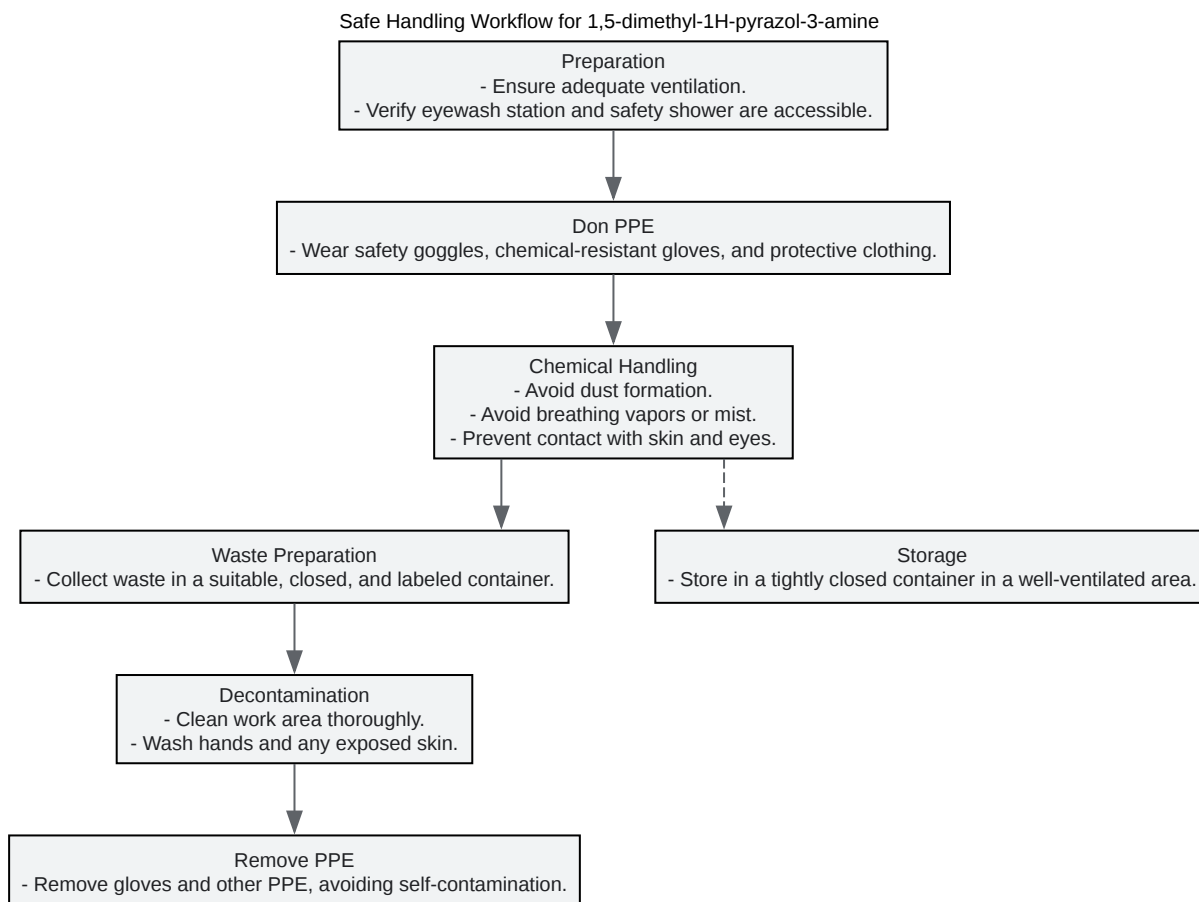 Safe Handling Workflow for 1,5-dimethyl-1H-pyrazol-3-amine
Preparation
- Ensure adequate ventilation.
- Verify eyewash station and safety shower are accessible.
Don PPE
- Wear safety goggles, chemical-resistant gloves, and protective clothing.
Chemical Handling
- Avoid dust formation.
- Avoid breathing vapors or mist.
- Prevent contact with skin and eyes.
Waste Preparation
- Collect waste in a suitable, closed, and labeled container.
Storage
- Store in a tightly closed container in a well-ventilated area.
Decontamination
- Clean work area thoroughly.
- Wash hands and any exposed skin.
Remove PPE
- Remove gloves and other PPE, avoiding self-contamination.